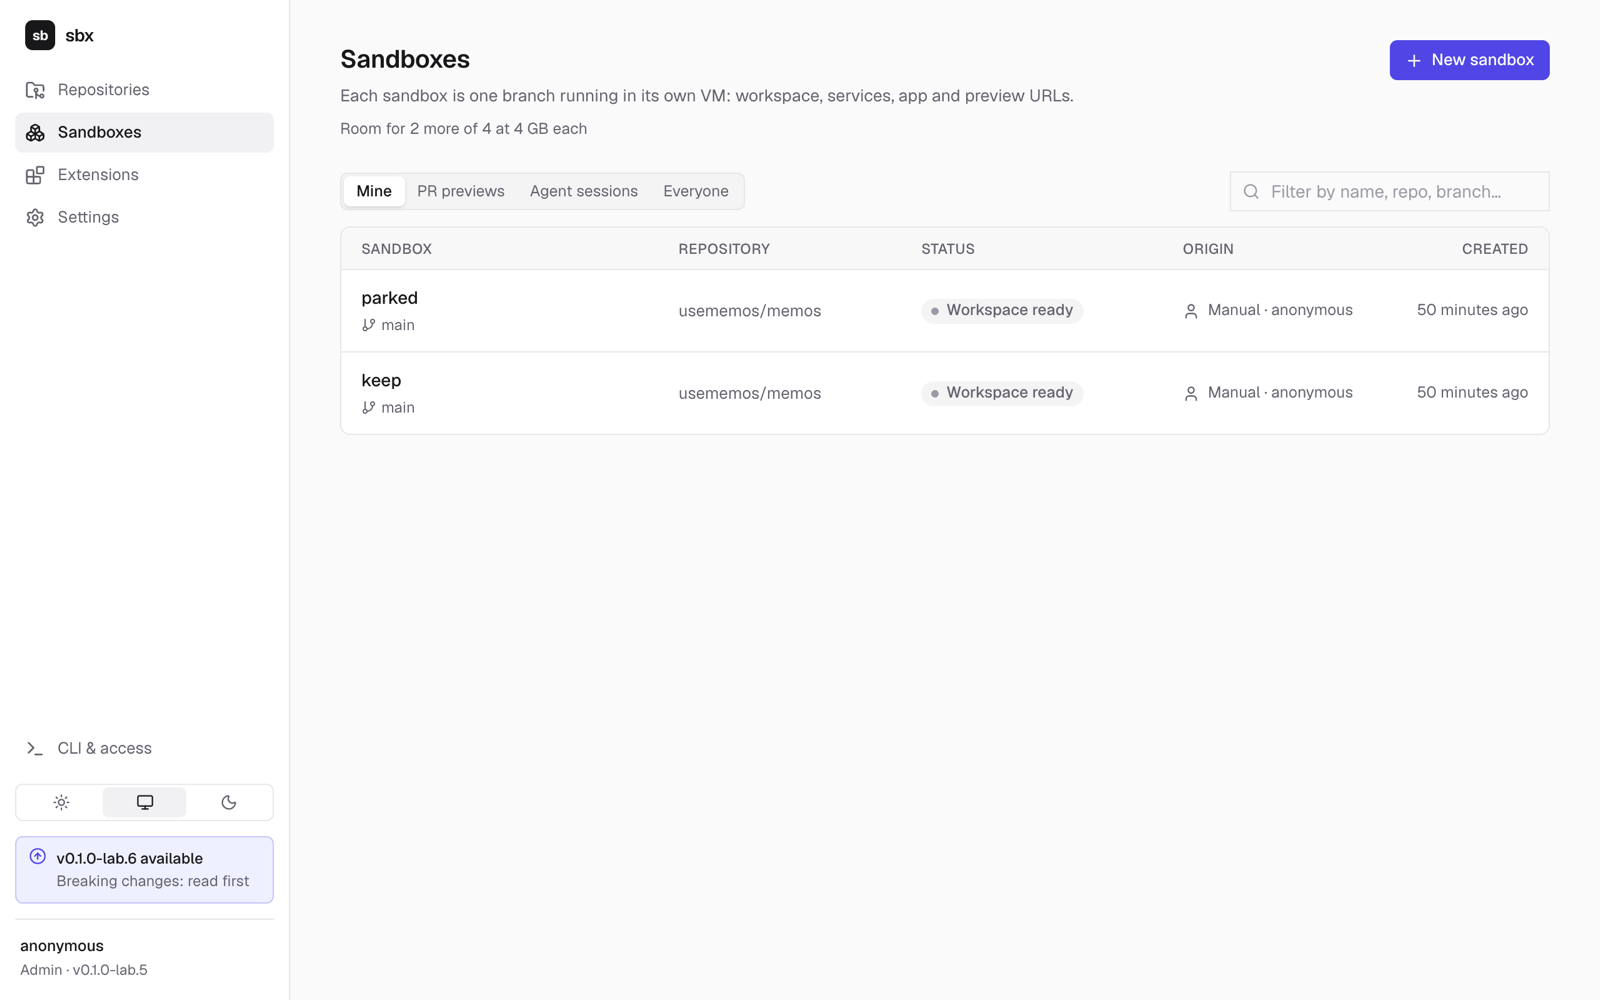 sb sbx
Repositories
Sandboxes
Extensions
Settings
CLI & access
v0.1.0-lab.6 available
Breaking changes: read first
anonymous
Admin · v0.1.0-lab.5
Sandboxes
New sandbox
Each sandbox is one branch running in its own VM: workspace, services, app and preview URLs.
Room for 2 more of 4 at 4 GB each
Mine PR previews Agent sessions Everyone
Filter by name, repo, branch…
SANDBOX REPOSITORY STATUS ORIGIN CREATED
parked
main
usememos/memos Workspace ready Manual · anonymous 50 minutes ago
keep
main
usememos/memos Workspace ready Manual · anonymous 50 minutes ago